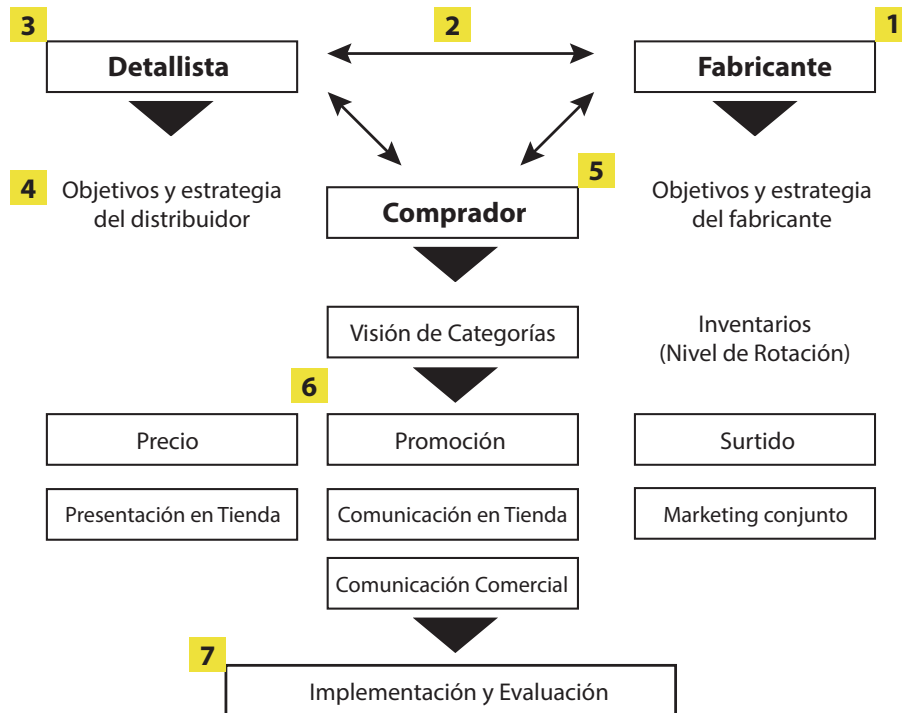 3
2
1
Detallista
Fabricante
4
Objetivos y estrategia
del distribuidor
5
Comprador
Objetivos y estrategia
del fabricante
Visión de Categorías
Inventarios
(Nivel de Rotación)
6
Precio
Promoción
Surtido
Presentación en Tienda
Comunicación en Tienda
Marketing conjunto
Comunicación Comercial
7
Implementación y Evaluación